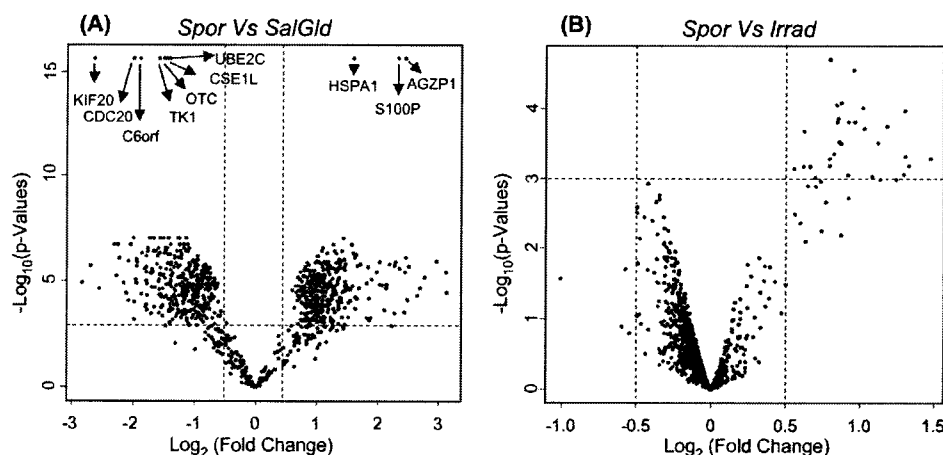 (A) Spor Vs SalGld
-Log10(p-Values)
15
10
5
0
KIF20
CDC20
C6orf
TK1
OTC
CSE1L
UBE2C
HSPA1
S100P
AGZP1
-3 -2 -1 0 1 2 3
Log2 (Fold Change)
(B) Spor Vs Irrad
-Log10(p-Values)
4
3
2
1
0
-1.0 -0.5 0.0 0.5 1.0 1.5
Log2 (Fold Change)